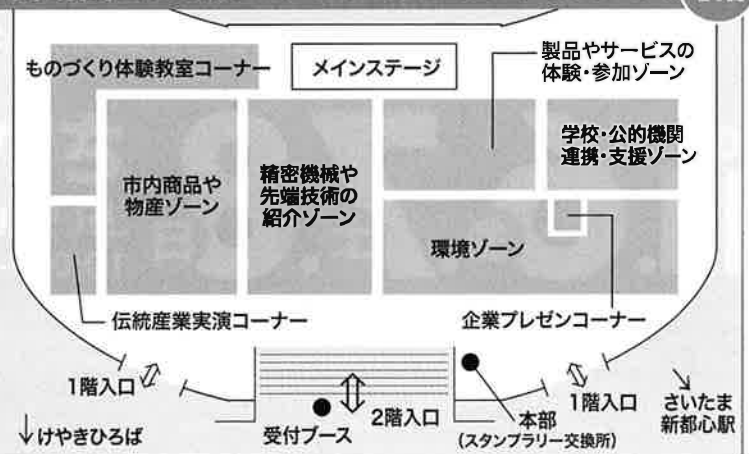 ものづくり体験教室コーナー
メインステージ
製品やサービスの
体験・参加ゾーン
学校・公的機関
連携・支援ゾーン
市内商品や
物産ゾーン
精密機械や
先端技術の
紹介ゾーン
環境ゾーン
伝統産業実演コーナー
企業プレゼンコーナー
1階入口
2階入口
受付ブース
本部
(スタンプラリー交換所)
1階入口
さいたま
新都心駅
↓けやきひろば